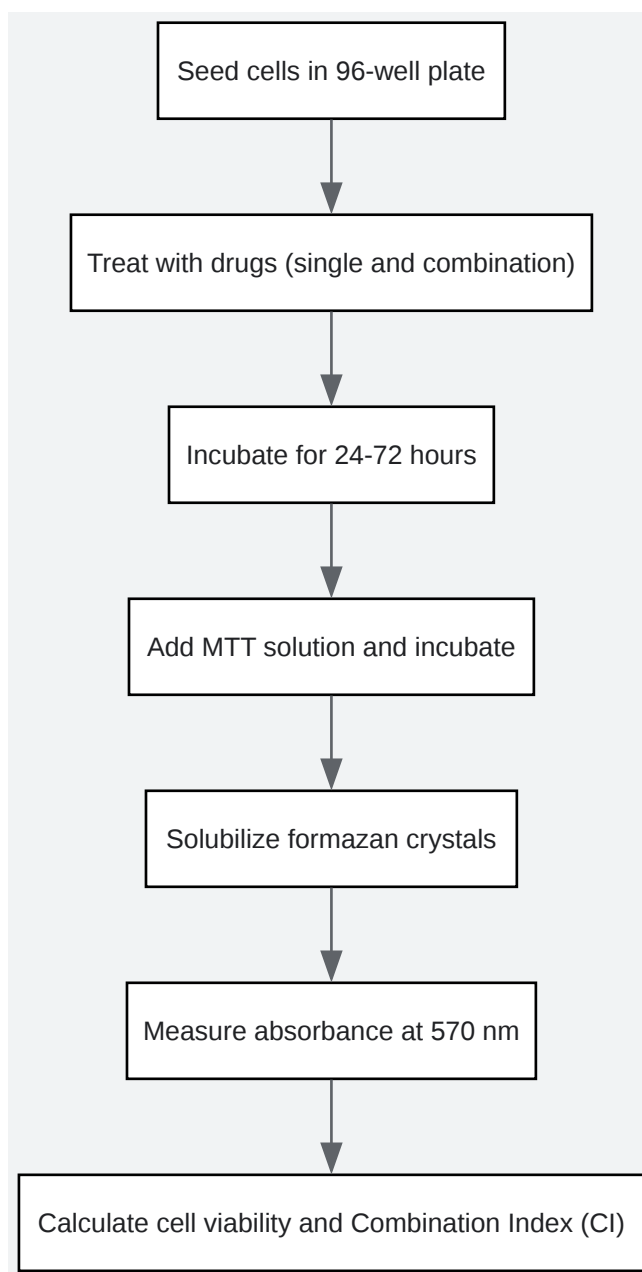 Seed cells in 96-well plate
Treat with drugs (single and combination)
Incubate for 24-72 hours
Add MTT solution and incubate
Solubilize formazan crystals
Measure absorbance at 570 nm
Calculate cell viability and Combination Index (CI)